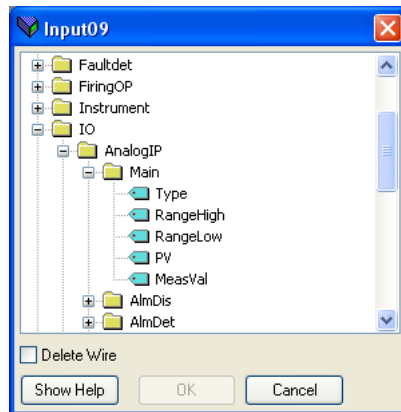 Input09
Faultdet
FiringOP
Instrument
IO
AnalogIP
Main
Type
RangeHigh
RangeLow
PV
MeasVal
AlmDis
AlmDet
Delete Wire
Show Help OK Cancel